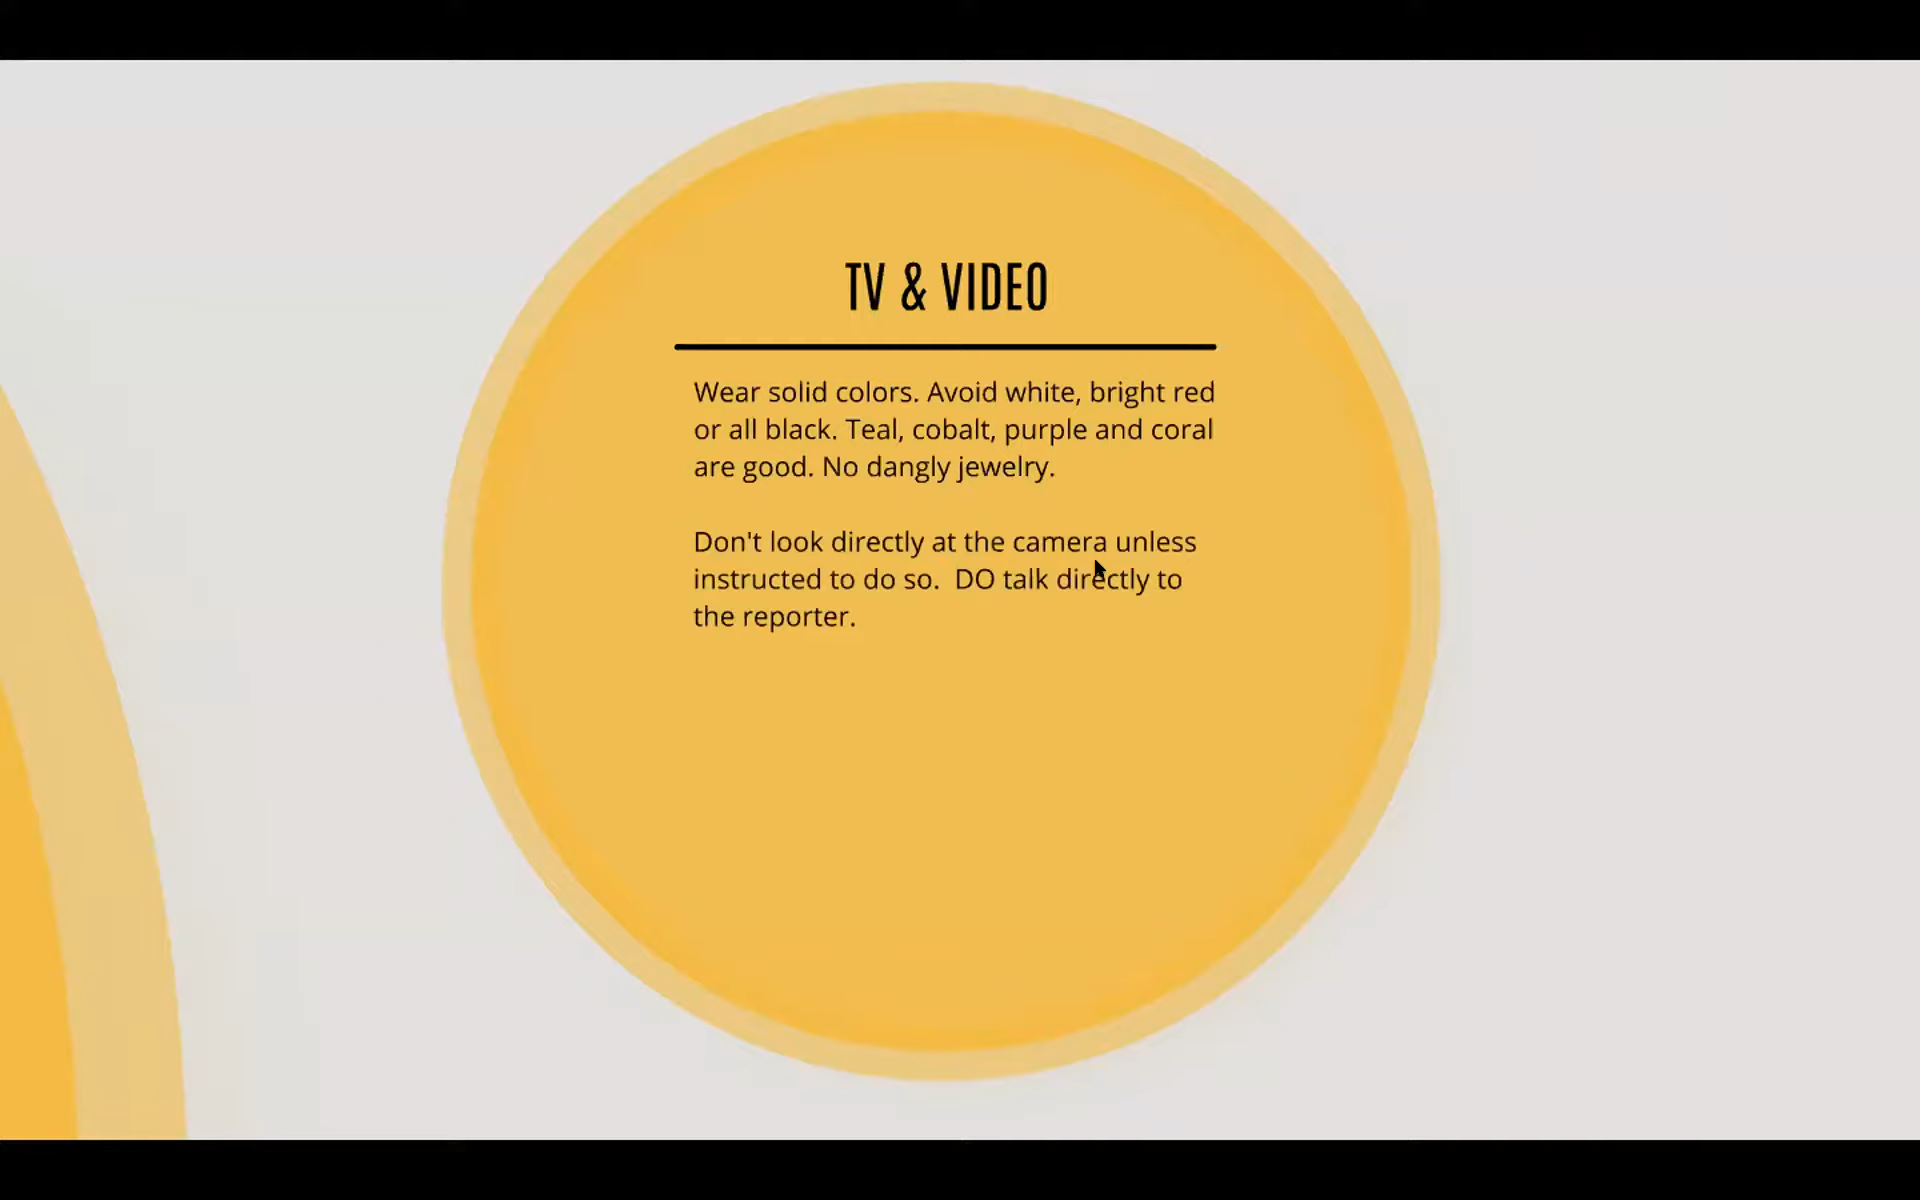 TV & VIDEO
Wear solid colors. Avoid white, bright red
or all black. Teal, cobalt, purple and coral
are good. No dangly jewelry.
Don't look directly at the camera unless
instructed to do so.  DO talk directly to
the reporter.